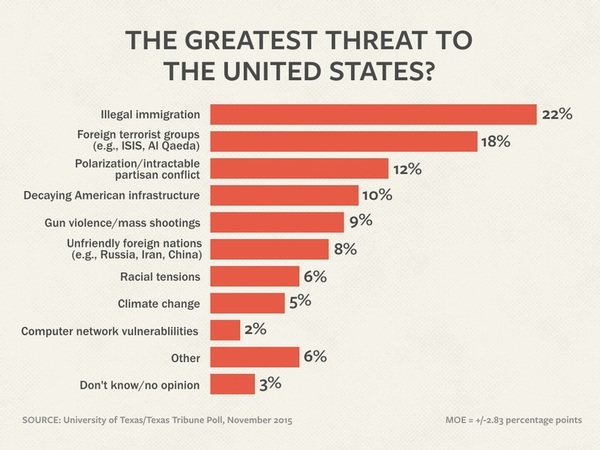 THE GREATEST THREAT TO
THE UNITED STATES?
Illegal immigration 22%
Foreign terrorist groups
(e.g., ISIS, Al Qaeda) 18%
Polarization/intractable
partisan conflict 12%
Decaying American infrastructure 10%
Gun violence/mass shootings 9%
Unfriendly foreign nations
(e.g., Russia, Iran, China) 8%
Racial tensions 6%
Climate change 5%
Computer network vulnerablilities 2%
Other 6%
Don't know/no opinion 3%
SOURCE: University of Texas/Texas Tribune Poll, November 2015
MOE = +/-2.83 percentage points